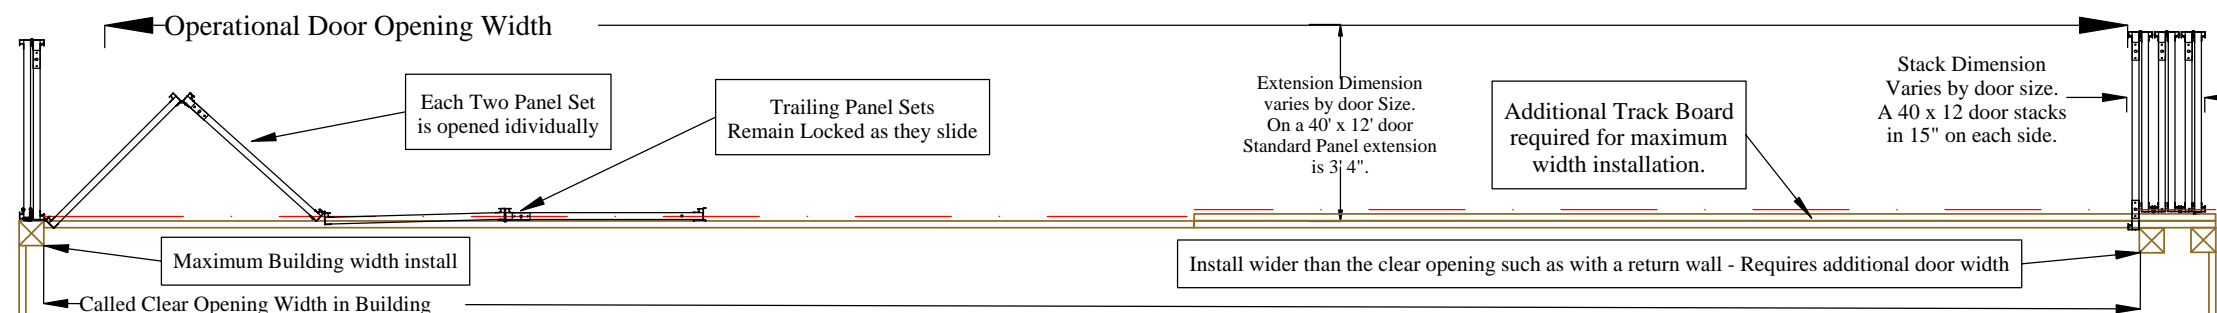 Operational Door Opening Width
Each Two Panel Set
is opened idividually
Trailing Panel Sets
Remain Locked as they slide
Extension Dimension
varies by door Size.
On a 40' x 12' door
Standard Panel extension
is 3' 4".
Additional Track Board
required for maximum
width installation.
Stack Dimension
Varies by door size.
A 40 x 12 door stacks
in 15" on each side.
Maximum Building width install
Install wider than the clear opening such as with a return wall - Requires additional door width
Called Clear Opening Width in Building